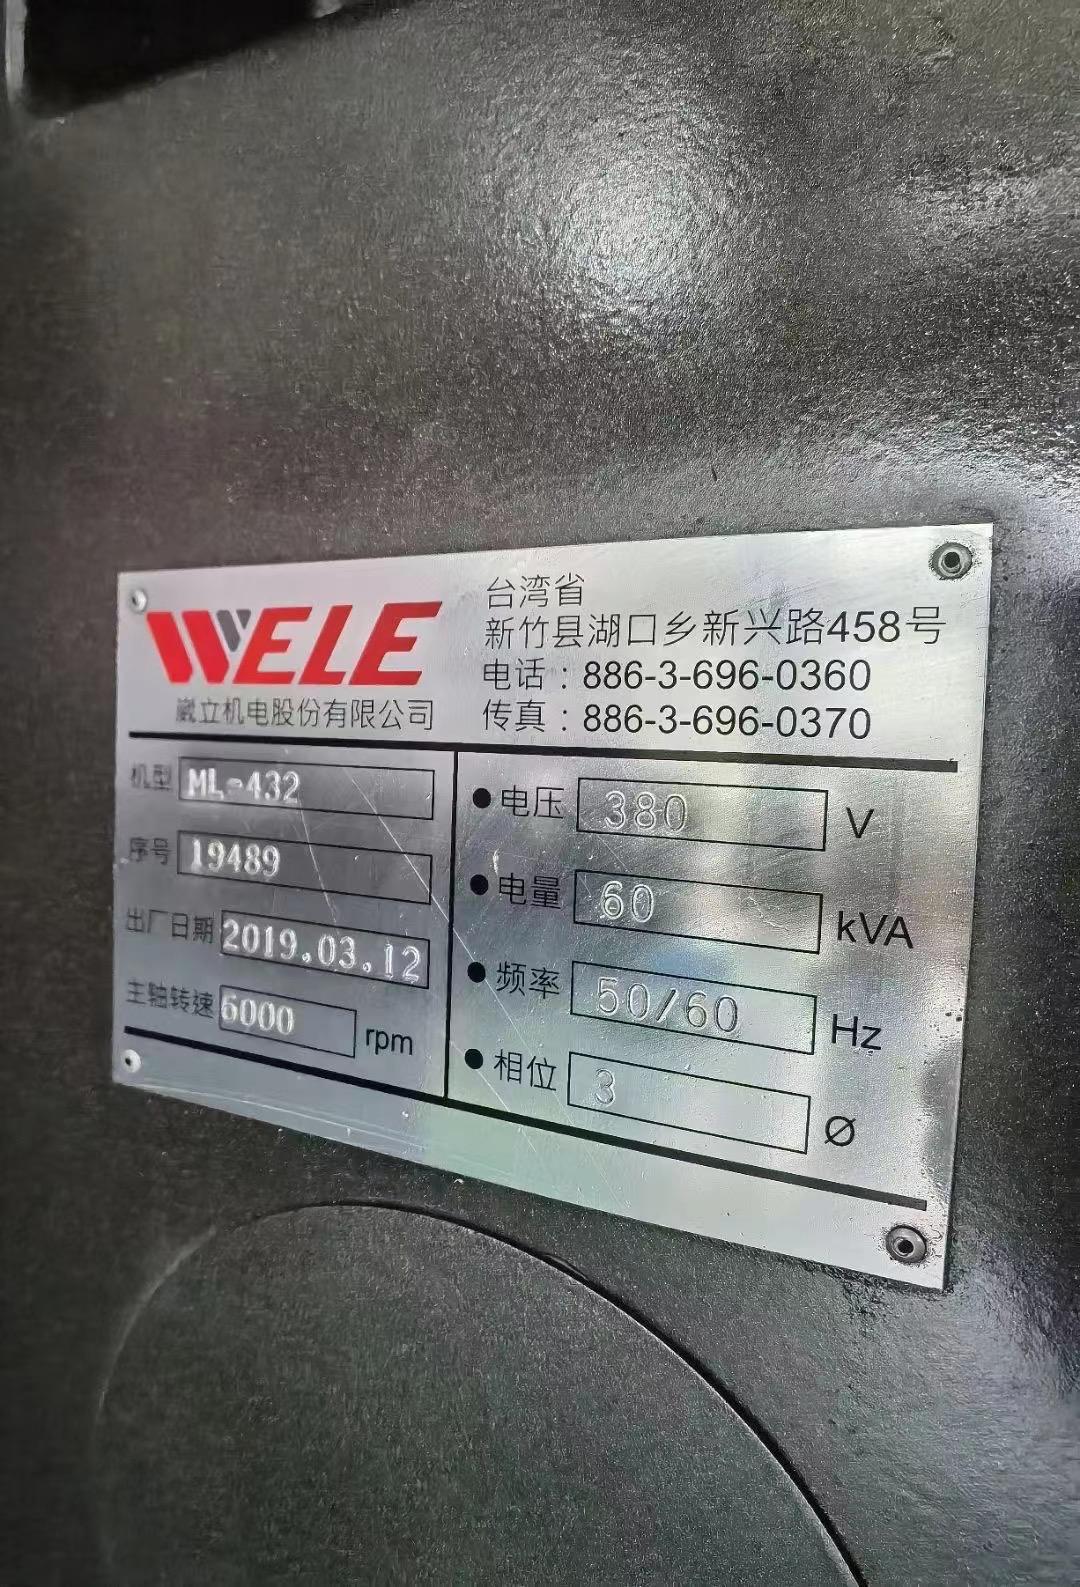 WELE
崴立机电股份有限公司
台湾省
新竹县湖口乡新兴路458号
电话：886-3-696-0360
传真：886-3-696-0370
机型 ML-432
序号 19489
出厂日期 2019.03.12
主轴转速 6000 rpm
●电压 380 V
●电量 60 kVA
●频率 50/60 Hz
●相位 3 Ø